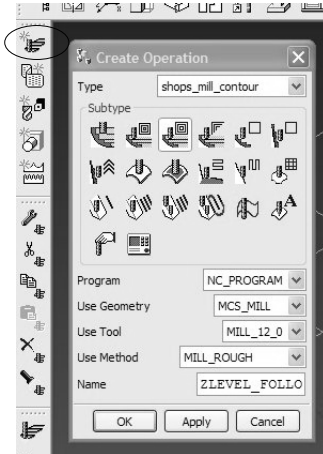 Create Operation
Type shops_mill_contour
Subtype
A
Program NC_PROGRAM
Use Geometry MCS_MILL
Use Tool MILL_12_0
Use Method MILL_ROUGH
Name ZLEVEL_FOLLO
OK Apply Cancel